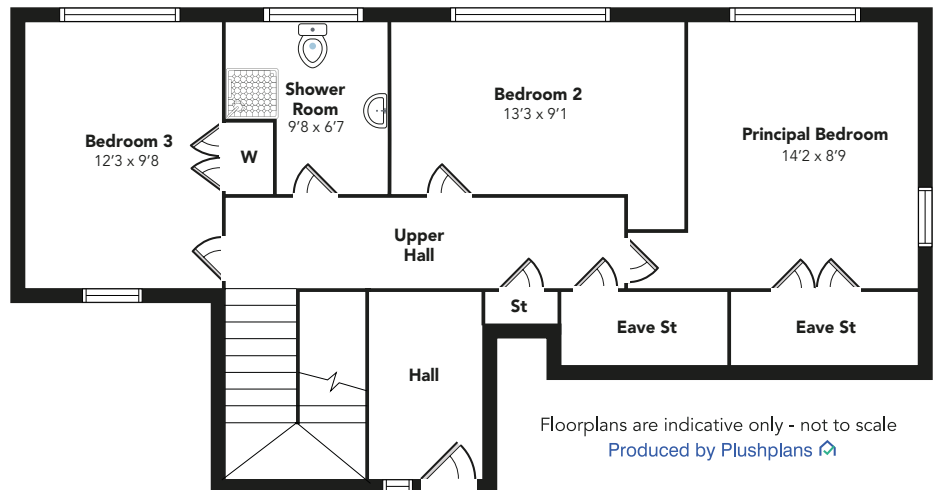 Bedroom 3
12'3 x 9'8
Shower
Room
9'8 x 6'7
W
Bedroom 2
13'3 x 9'1
Principal Bedroom
14'2 x 8'9
Upper
Hall
St
Eave St
Eave St
Hall
Floorplans are indicative only - not to scale
Produced by Plushplans